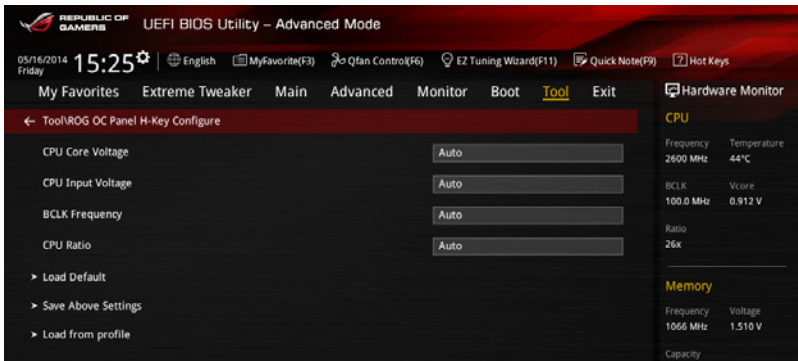 REPUBLIC OF
GAMERS
UEFI BIOS Utility – Advanced Mode
05/16/2014
Friday
15:25
English
MyFavorite(F3)
Qfan Control(F6)
EZ Tuning Wizard(F11)
Quick Note(F9)
? Hot Keys
My Favorites Extreme Tweaker Main Advanced Monitor Boot Tool Exit
Hardware Monitor
← Tool\ROG OC Panel H-Key Configure
CPU Core Voltage Auto
CPU Input Voltage Auto
BCLK Frequency Auto
CPU Ratio Auto
> Load Default
> Save Above Settings
> Load from profile
CPU
Frequency Temperature
2600 MHz 44°C
BCLK Vcore
100.0 MHz 0.912 V
Ratio
26x
Memory
Frequency Voltage
1066 MHz 1.510 V
Capacity